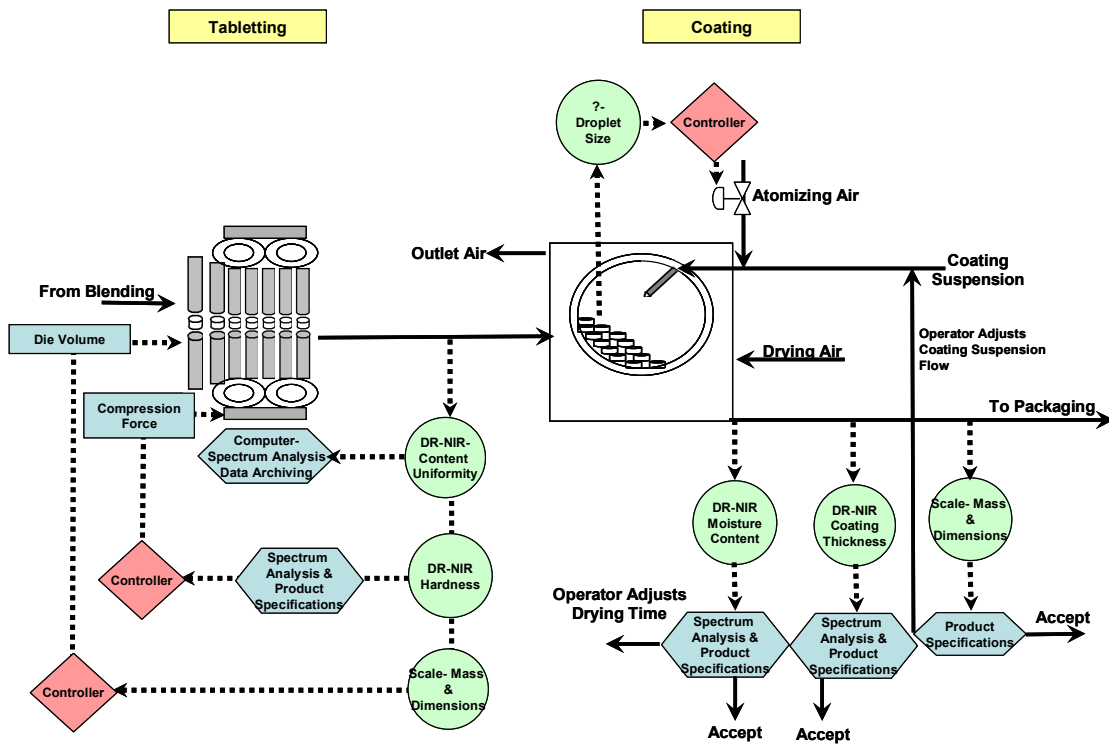 Tabletting
Coating
?-
Droplet
Size
Controller
Atomizing Air
Outlet Air
Coating
Suspension
From Blending
Die Volume
Operator Adjusts
Coating Suspension
Flow
Drying Air
Compression
Force
To Packaging
Computer-
Spectrum Analysis
Data Archiving
DR-NIR-
Content
Uniformity
DR-NIR
Moisture
Content
DR-NIR
Coating
Thickness
Scale- Mass
&
Dimensions
Controller
Spectrum
Analysis &
Product
Specifications
DR-NIR
Hardness
Operator Adjusts
Drying Time
Spectrum
Analysis &
Product
Specifications
Spectrum
Analysis &
Product
Specifications
Product
Specifications
Accept
Controller
Scale- Mass
&
Dimensions
Accept
Accept